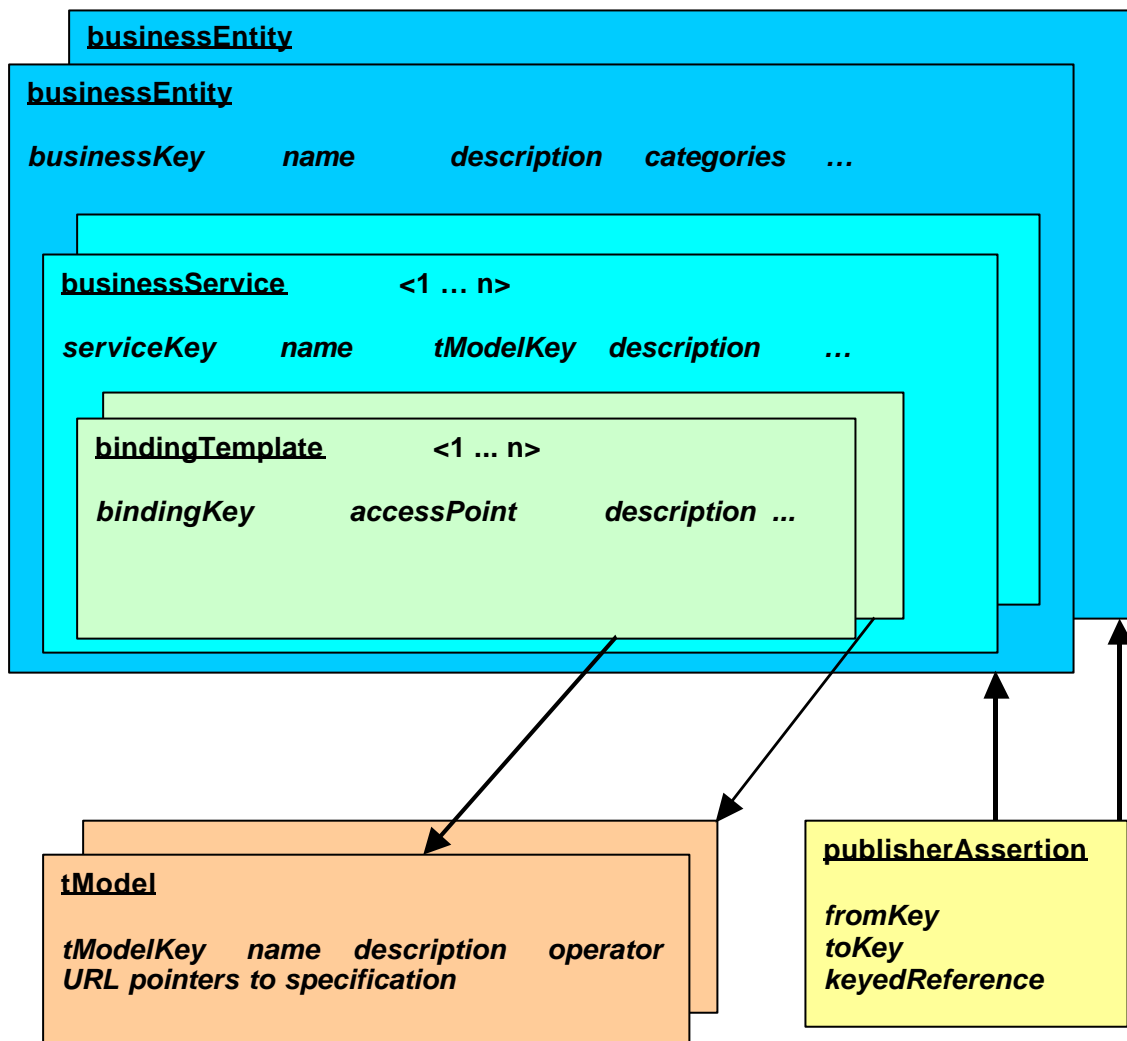 businessEntity
businessEntity
businessKey name description categories …
businessService <1 … n>
serviceKey name tModelKey description …
bindingTemplate <1 ... n>
bindingKey accessPoint description ...
tModel
tModelKey name description operator
URL pointers to specification
publisherAssertion
fromKey
toKey
keyedReference